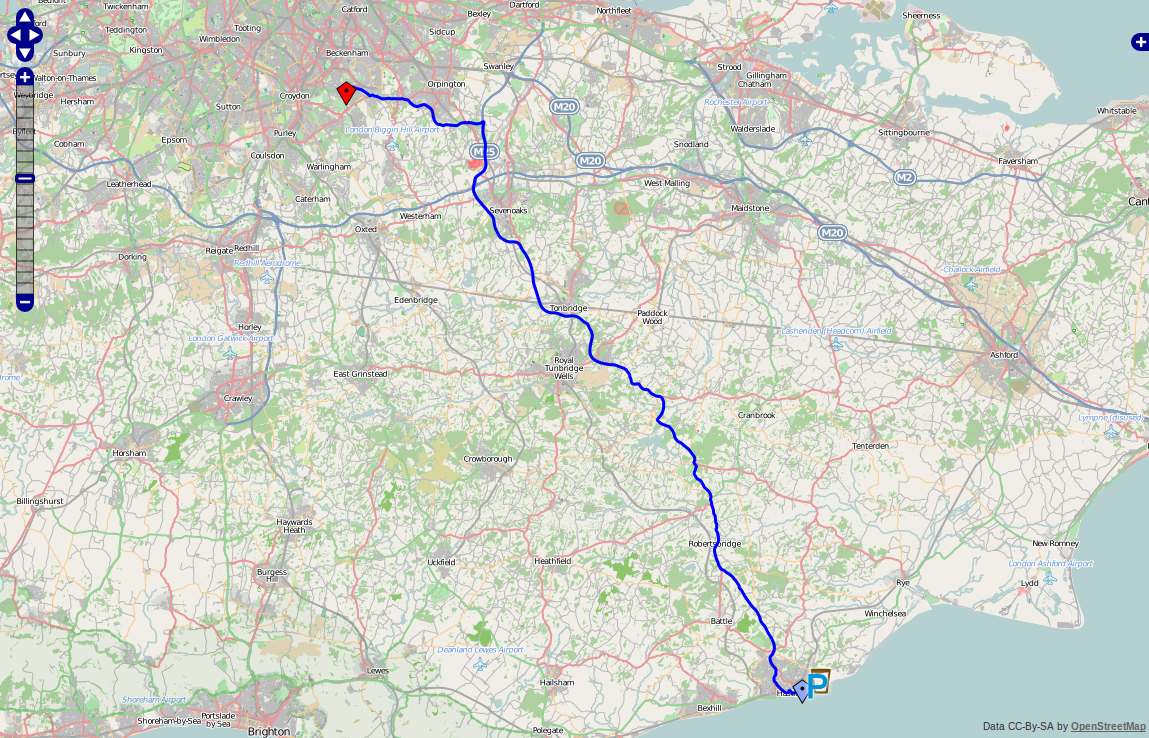 Catford
Dartford
Twickenham
Bexley
Northfleet
Sheerness
Tooting
Teddington
Wimbledon
Sidcup
Kingston
Beckenham
Sunbury
Swanley
Strood
Walton-on-Thames
Gillingham
Chatham
Orpington
Weybridge
Hersham
Croydon
Sutton
Rochester Airport
M20
Whitstable
Byfleet
London Biggin Hill Airport
Walderslade
Sittingbourne
Purley
Epsom
Cobham
Snodland
Coulsdon
M25
M20
Faversham
Warlingham
M2
Leatherhead
West Malling
Caterham
Cant
Sevenoaks
Maidstone
Westerham
Oxted
M20
Reigate
Redhill
Dorking
Redhill Aerodrome
Challock Airfield
Edenbridge
Tonbridge
Paddock
Wood
Horley
Lashenden (Headcorn) Airfield
London Gatwick Airport
Ashford
Royal
Tunbridge
Wells
East Grinstead
drome
Crawley
Cranbrook
Lympne (disused)
Tenterden
Horsham
Crowborough
Billingshurst
Haywards
Heath
Robertsbridge
New Romney
Uckfield
Heathfield
London Ashford Airport
Burgess
Hill
Rye
Lydd
Winchelsea
Battle
Deanland Lewes Airport
Lewes
Hailsham
P
Shoreham Airport
Bexhill
Portslade
by Sea
Shoreham-by-Sea
Brighton
Polegate
Data CC-By-SA by OpenStreetMap